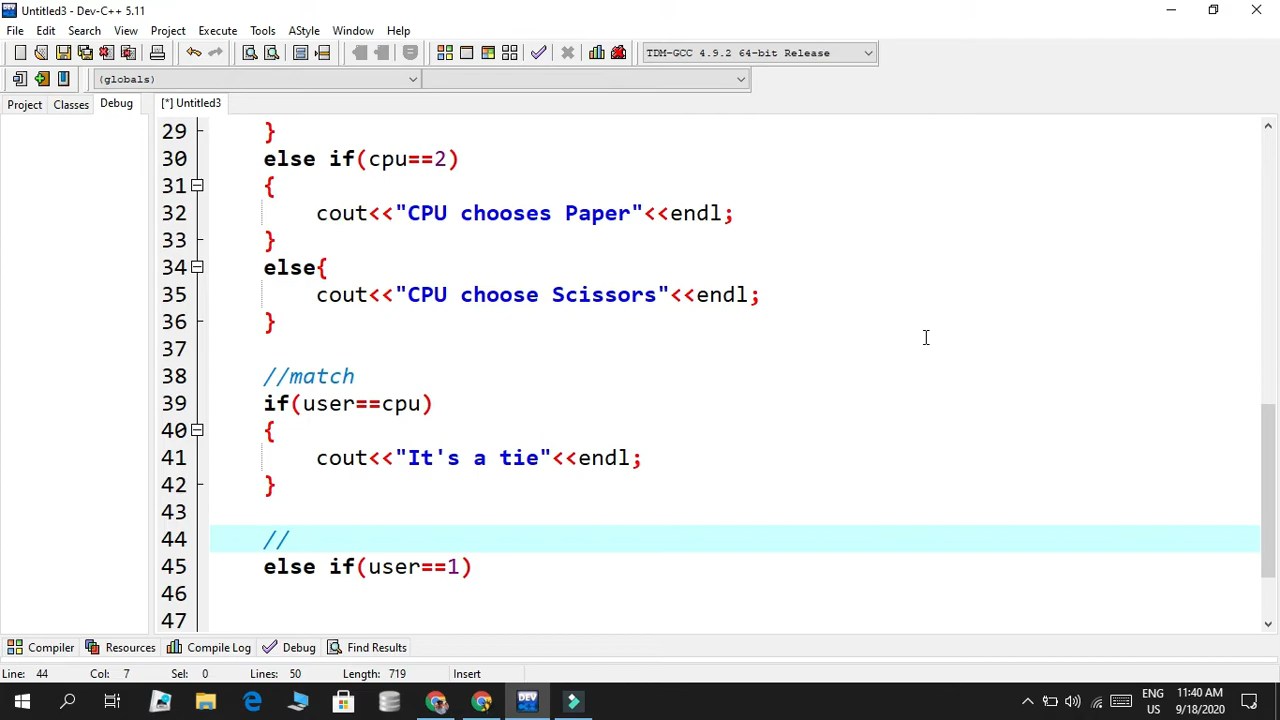 Untitled3 - Dev-C++ 5.11
File Edit Search View Project Execute Tools AStyle Window Help
TDM-GCC 4.9.2 64-bit Release
(globals)
Project Classes Debug [*] Untitled3
29 }
30 else if(cpu==2)
31 {
32 cout<<"CPU chooses Paper"<<endl;
33 }
34 else{
35 cout<<"CPU choose Scissors"<<endl;
36 }
37
38 //match
39 if(user==cpu)
40 {
41 cout<<"It's a tie"<<endl;
42 }
43
44 //
45 else if(user==1)
46
47
Compiler Resources Compile Log Debug Find Results
Line: 44 Col: 7 Sel: 0 Lines: 50 Length: 719 Insert
DEV
ENG 11:40 AM
US 9/18/2020